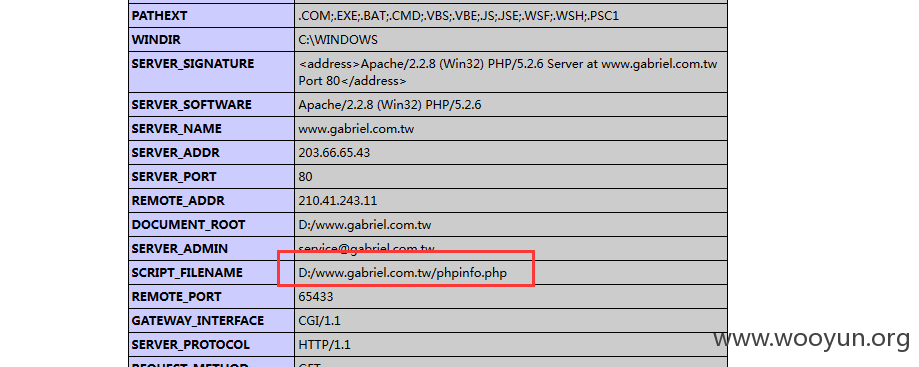 PATHEXT .COM;.EXE;.BAT;.CMD;.VBS;.VBE;.JS;.JSE;.WSF;.WSH;.PSC1
WINDIR C:\WINDOWS
SERVER_SIGNATURE <address>Apache/2.2.8 (Win32) PHP/5.2.6 Server at www.gabriel.com.tw
Port 80</address>
SERVER_SOFTWARE Apache/2.2.8 (Win32) PHP/5.2.6
SERVER_NAME www.gabriel.com.tw
SERVER_ADDR 203.66.65.43
SERVER_PORT 80
REMOTE_ADDR 210.41.243.11
DOCUMENT_ROOT D:/www.gabriel.com.tw
SERVER_ADMIN service@gabriel.com.tw
SCRIPT_FILENAME D:/www.gabriel.com.tw/phpinfo.php
REMOTE_PORT 65433
GATEWAY_INTERFACE CGI/1.1
SERVER_PROTOCOL HTTP/1.1
www.wooyun.org
REQUEST_METHOD GET